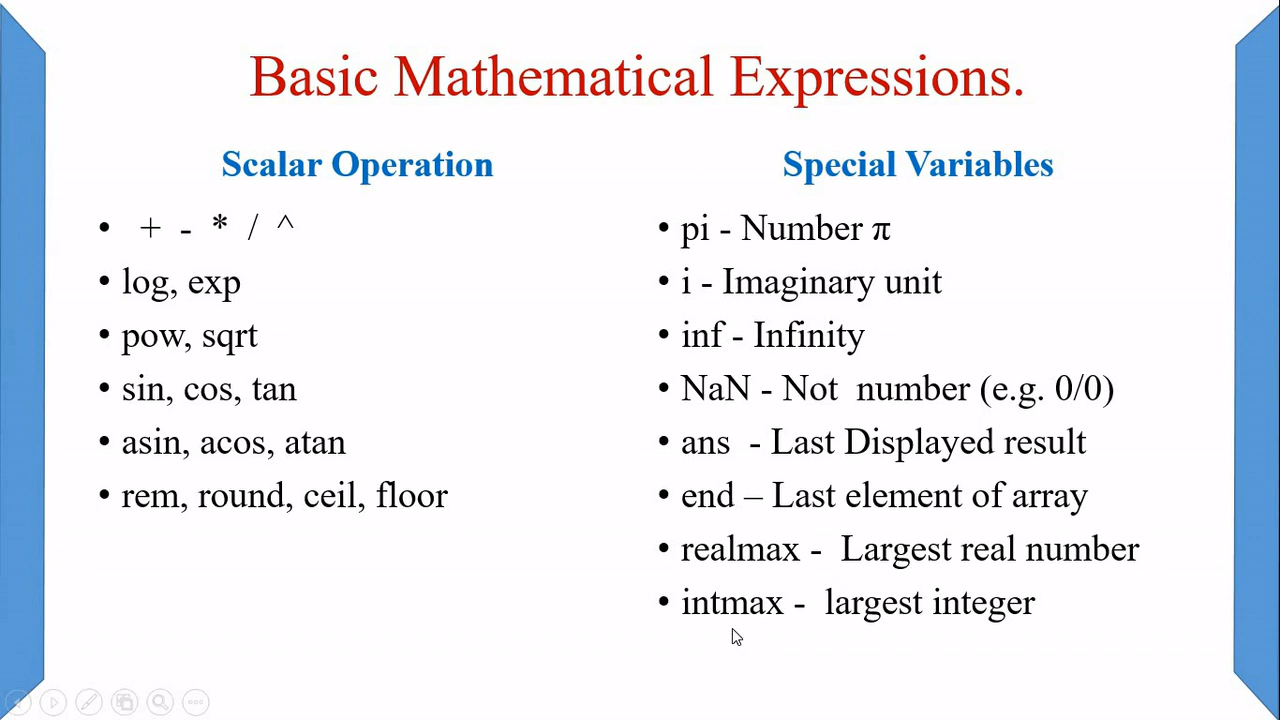 Basic Mathematical Expressions.
Scalar Operation
• + - * / ^
• log, exp
• pow, sqrt
• sin, cos, tan
• asin, acos, atan
• rem, round, ceil, floor
Special Variables
• pi - Number π
• i - Imaginary unit
• inf - Infinity
• NaN - Not  number (e.g. 0/0)
• ans  - Last Displayed result
• end – Last element of array
• realmax -  Largest real number
• intmax -  largest integer